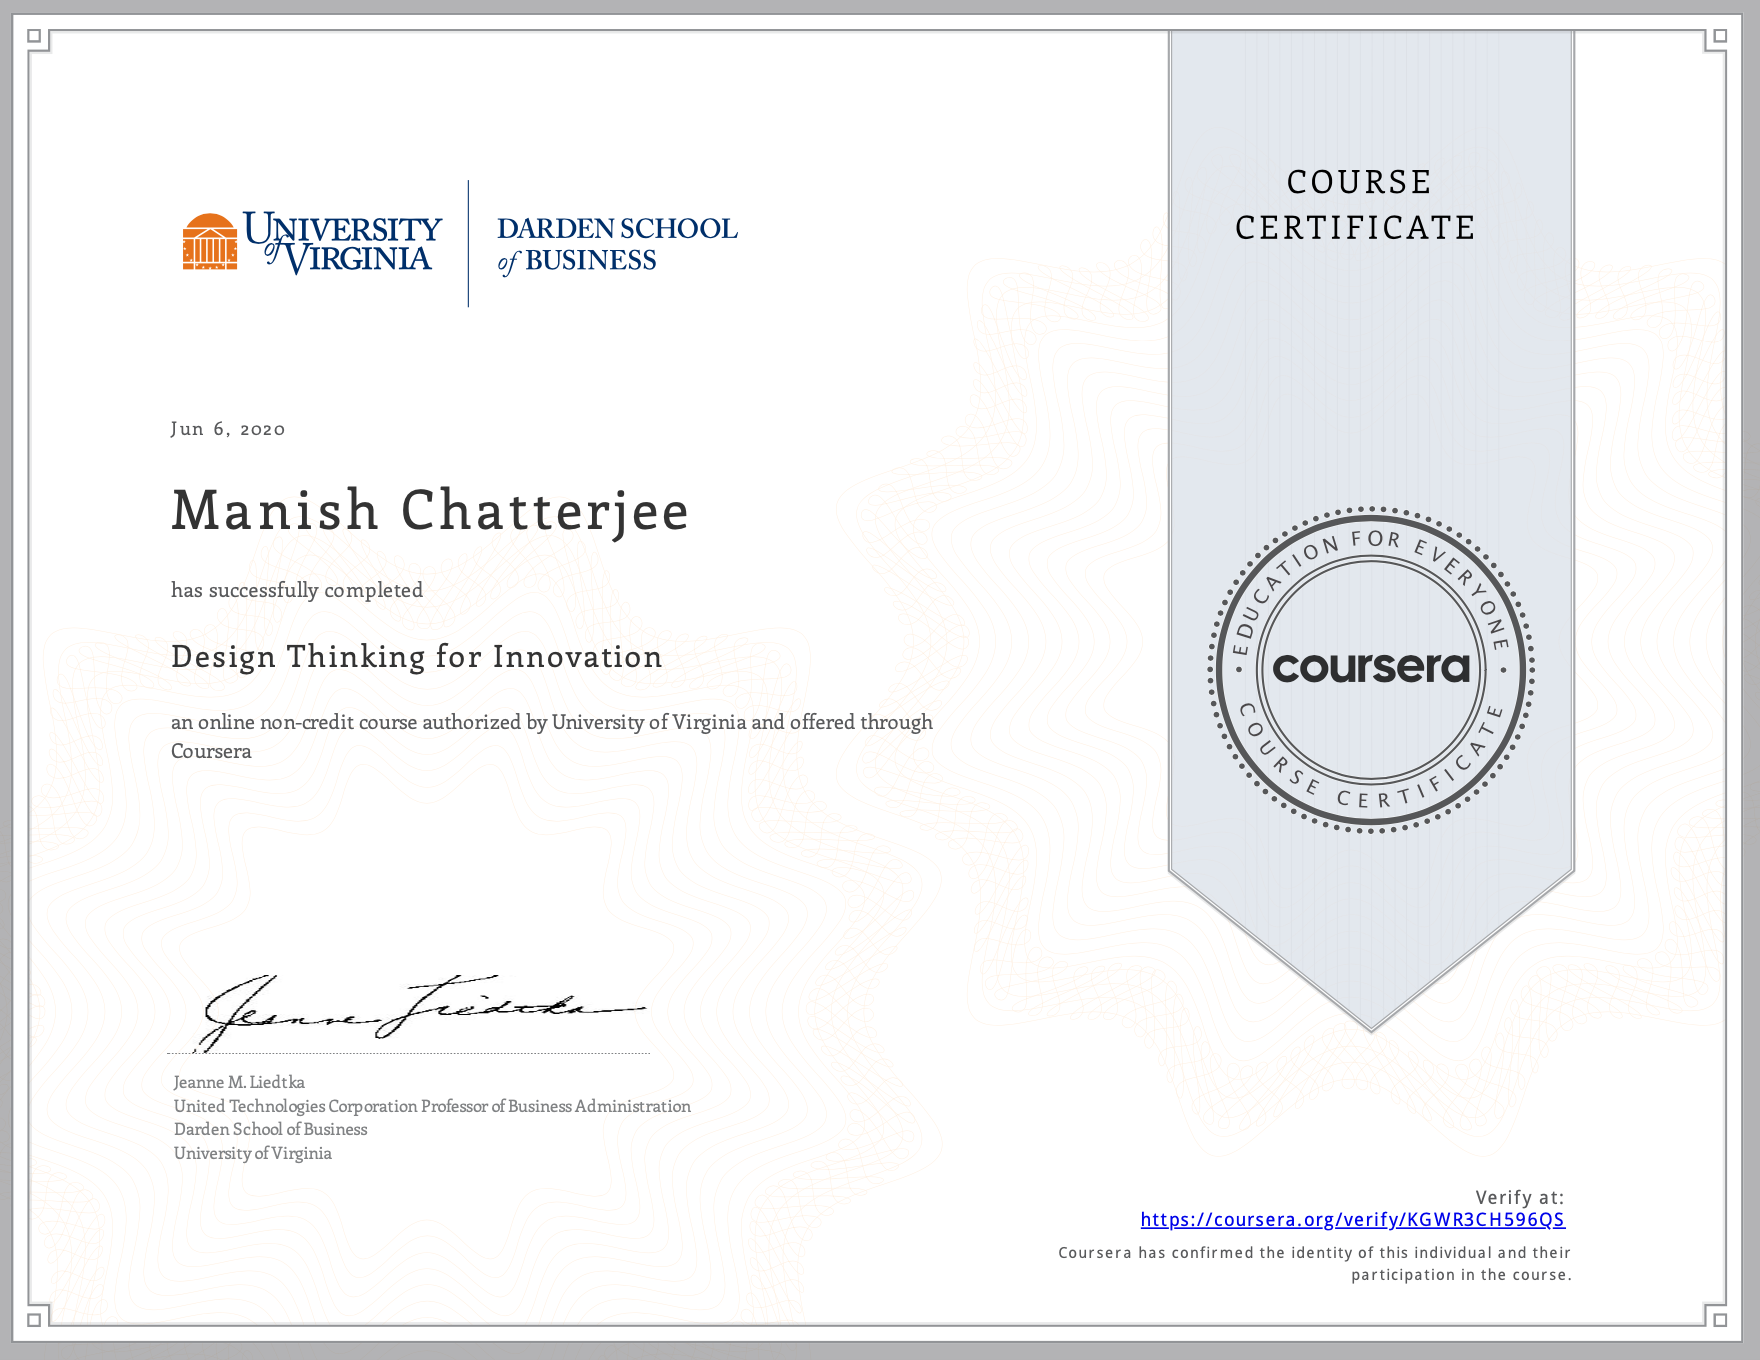 UNIVERSITY
of VIRGINIA
DARDEN SCHOOL
of BUSINESS
COURSE
CERTIFICATE
Jun 6, 2020
Manish Chatterjee
has successfully completed
Design Thinking for Innovation
an online non-credit course authorized by University of Virginia and offered through
Coursera
EDUCATION FOR EVERYONE
coursera
COURSE CERTIFICATE
Jeanne Liedtka
Jeanne M. Liedtka
United Technologies Corporation Professor of Business Administration
Darden School of Business
University of Virginia
Verify at:
https://coursera.org/verify/KGWR3CH596QS
Coursera has confirmed the identity of this individual and their
participation in the course.